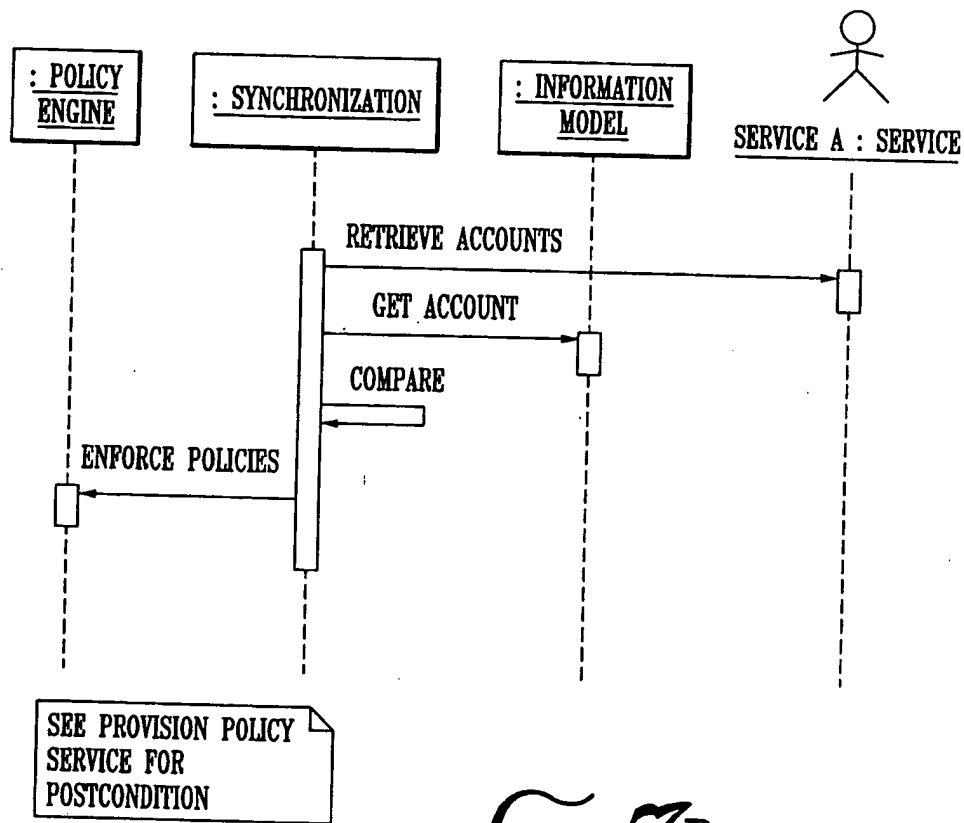 : POLICY
ENGINE
: SYNCHRONIZATION
: INFORMATION
MODEL
SERVICE A : SERVICE
RETRIEVE ACCOUNTS
GET ACCOUNT
COMPARE
ENFORCE POLICIES
SEE PROVISION POLICY
SERVICE FOR
POSTCONDITION